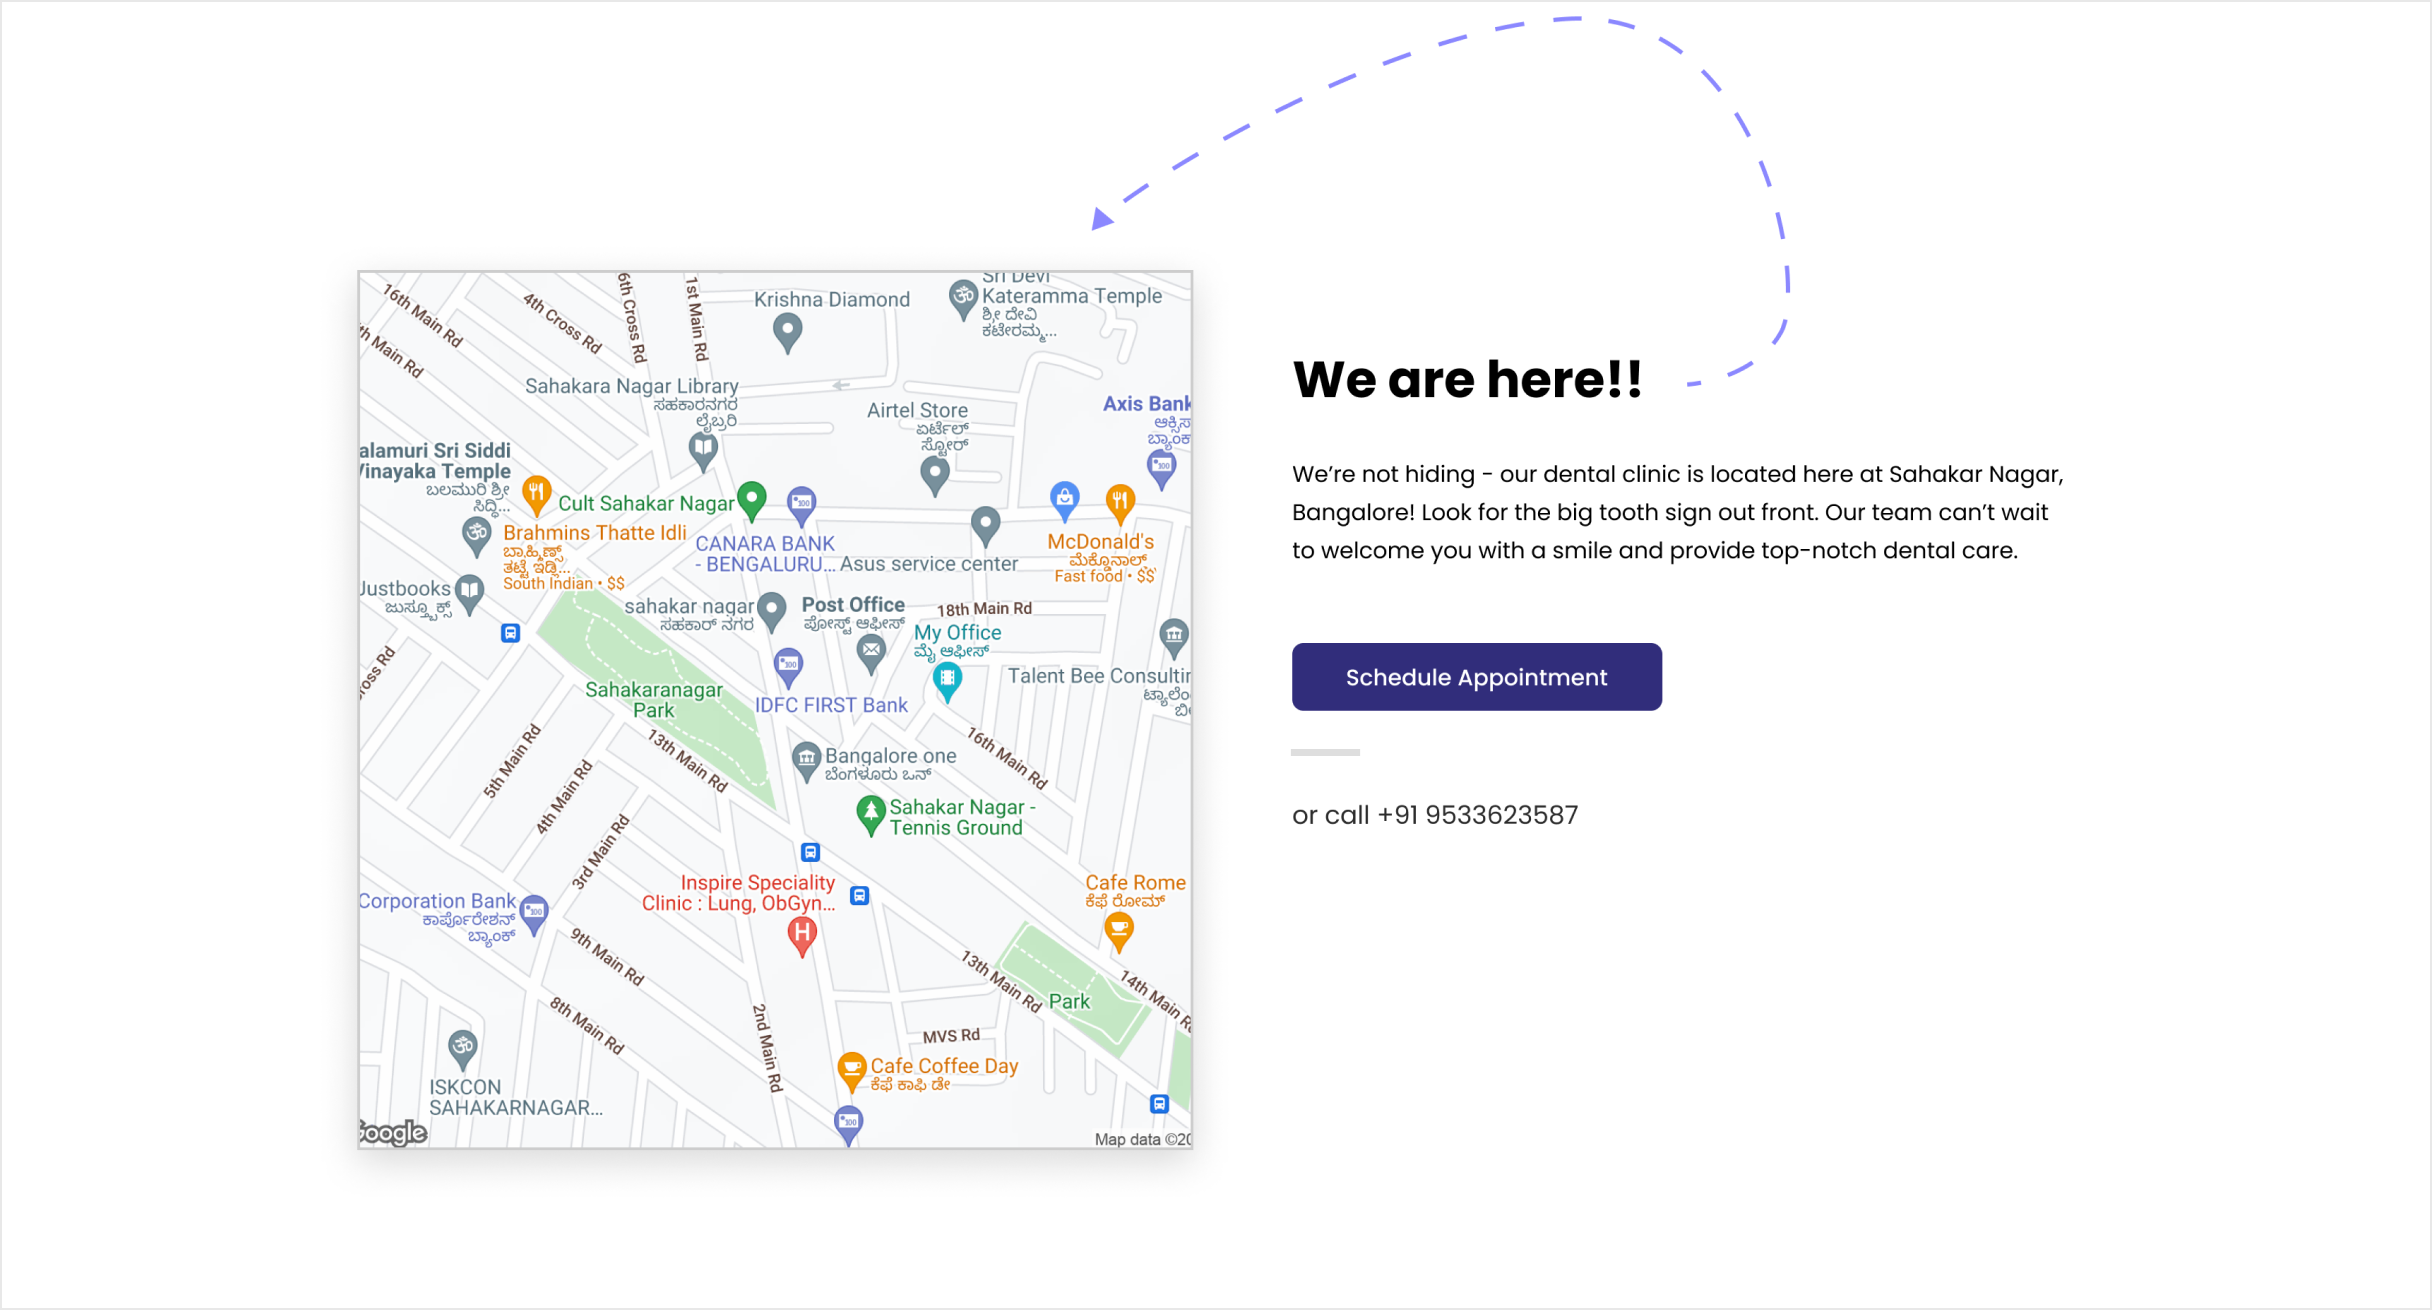 Sri Devi
Kateramma Temple
ಶ್ರೀ ದೇವಿ
ಕಟೇರಮ್ಮ...
Krishna Diamond
16th Main Rd
4th Cross Rd
6th Cross Rd
1st Main Rd
th Main Rd
Sahakara Nagar Library
ಸಹಕಾರನಗರ
ಲೈಬ್ರರಿ
Airtel Store
ಏರ್ಟೆಲ್
ಸ್ಟೋರ್
Axis Bank
ಬ್ಯಾಂಕ್
alamuri Sri Siddi
Vinayaka Temple
ಬಲಮುರಿ ಶ್ರೀ
ಸಿದ್ಧಿ...
Cult Sahakar Nagar
Brahmins Thatte Idli
ಬ್ರಾಹ್ಮಿಣ್ಸ್
ತಟ್ಟೆ ಇಡ್ಲಿ...
South Indian • $$
CANARA BANK
- BENGALURU...
Asus service center
McDonald's
ಮೆಕ್ಡೊನಾಲ್ಡ್
Fast food • $$
Justbooks
sahakar nagar
ಸಹಕಾರ್ ನಗರ
Post Office
ಪೋಸ್ಟ್ ಆಫೀಸ್
18th Main Rd
My Office
ಮೈ ಆಫೀಸ್
ross Rd
Talent Bee Consultin
Sahakaranagar
Park
IDFC FIRST Bank
13th Main Rd
16th Main Rd
5th Main Rd
4th Main Rd
Bangalore one
ಬೆಂಗಳೂರು ಒನ್
Sahakar Nagar -
Tennis Ground
3rd Main Rd
Inspire Speciality
Clinic : Lung, ObGyn...
Cafe Rome
ಕೆಫೆ ರೋಮ್
Corporation Bank
ಕಾರ್ಪೊರೇಶನ್
ಬ್ಯಾಂಕ್
9th Main Rd
13th Main Rd
14th Main Rd
Park
8th Main Rd
2nd Main Rd
MVS Rd
Cafe Coffee Day
ಕೆಫೆ ಕಾಫಿ ಡೇ
ISKCON
SAHAKARNAGAR...
Google
Map data ©20
We are here!!
We’re not hiding - our dental clinic is located here at Sahakar Nagar,
Bangalore! Look for the big tooth sign out front. Our team can’t wait
to welcome you with a smile and provide top-notch dental care.
Schedule Appointment
or call +91 9533623587